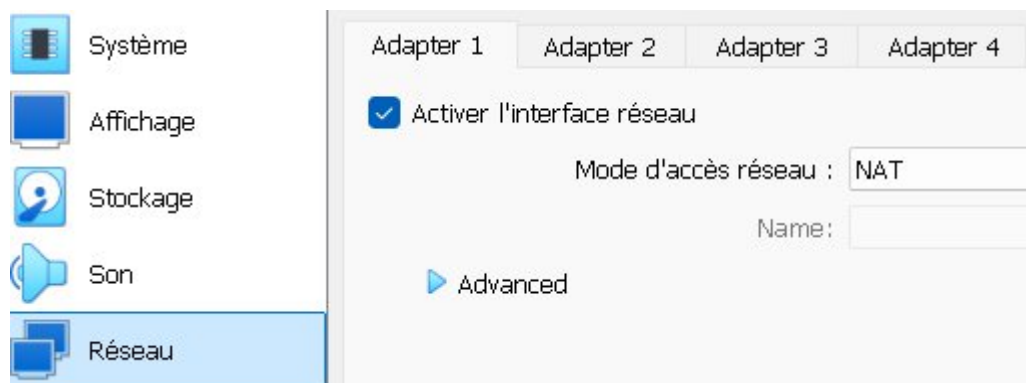 Système
Affichage
Stockage
Son
Réseau
Adapter 1 Adapter 2 Adapter 3 Adapter 4
Activer l'interface réseau
Mode d'accès réseau : NAT
Name:
Advanced